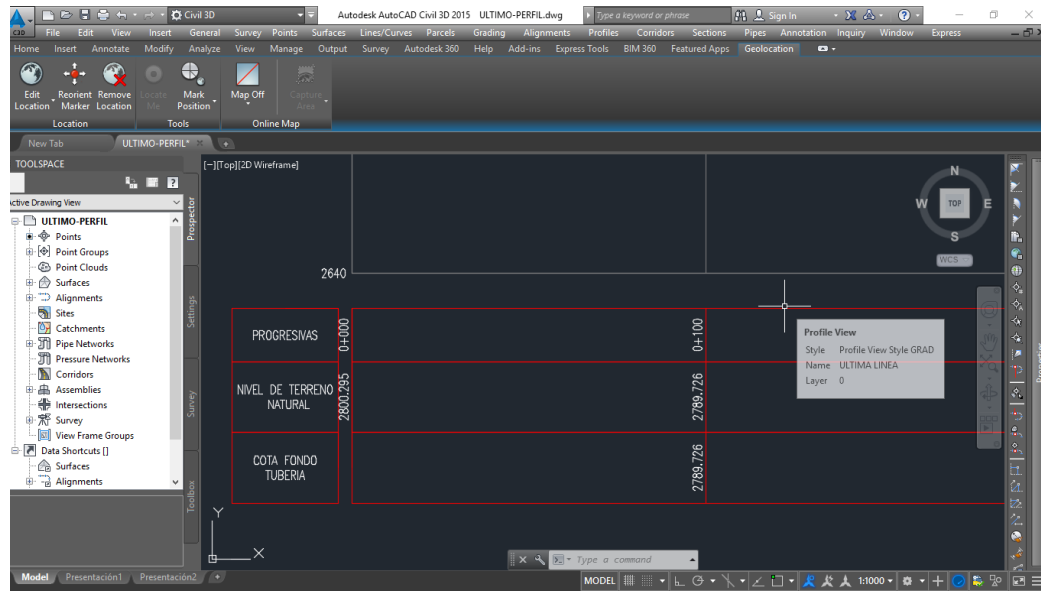 Civil 3D
Autodesk AutoCAD Civil 3D 2015 ULTIMO-PERFIL.dwg
Type a keyword or phrase
Sign In
C3D
File Edit View Insert General Survey Points Surfaces Lines/Curves Parcels Grading Alignments Profiles Corridors Sections Pipes Annotation Inquiry Window Express
Home Insert Annotate Modify Analyze View Manage Output Survey Autodesk 360 Help Add-ins Express Tools BIM 360 Featured Apps Geolocation
Edit Location
Reorient Marker
Remove Location
Locate Me
Mark Position
Map Off
Capture Area
Location
Tools
Online Map
New Tab
ULTIMO-PERFIL*
TOOLSPACE
[−][Top][2D Wireframe]
Active Drawing View
ULTIMO-PERFIL
Points
Point Groups
Point Clouds
Surfaces
Alignments
Sites
Catchments
Pipe Networks
Pressure Networks
Corridors
Assemblies
Intersections
Survey
View Frame Groups
Data Shortcuts []
Surfaces
Alignments
Prospector
Settings
Survey
Toolbox
N
W TOP E
S
WCS
2640
PROGRESIVAS
0+000
0+100
NIVEL DE TERRENO
NATURAL
2800.295
2789.726
COTA FONDO
TUBERIA
2789.726
Profile View
Style Profile View Style GRAD
Name ULTIMA LINEA
Layer 0
Y
X
Type a command
Model Presentación1 Presentación2
MODEL
1:1000